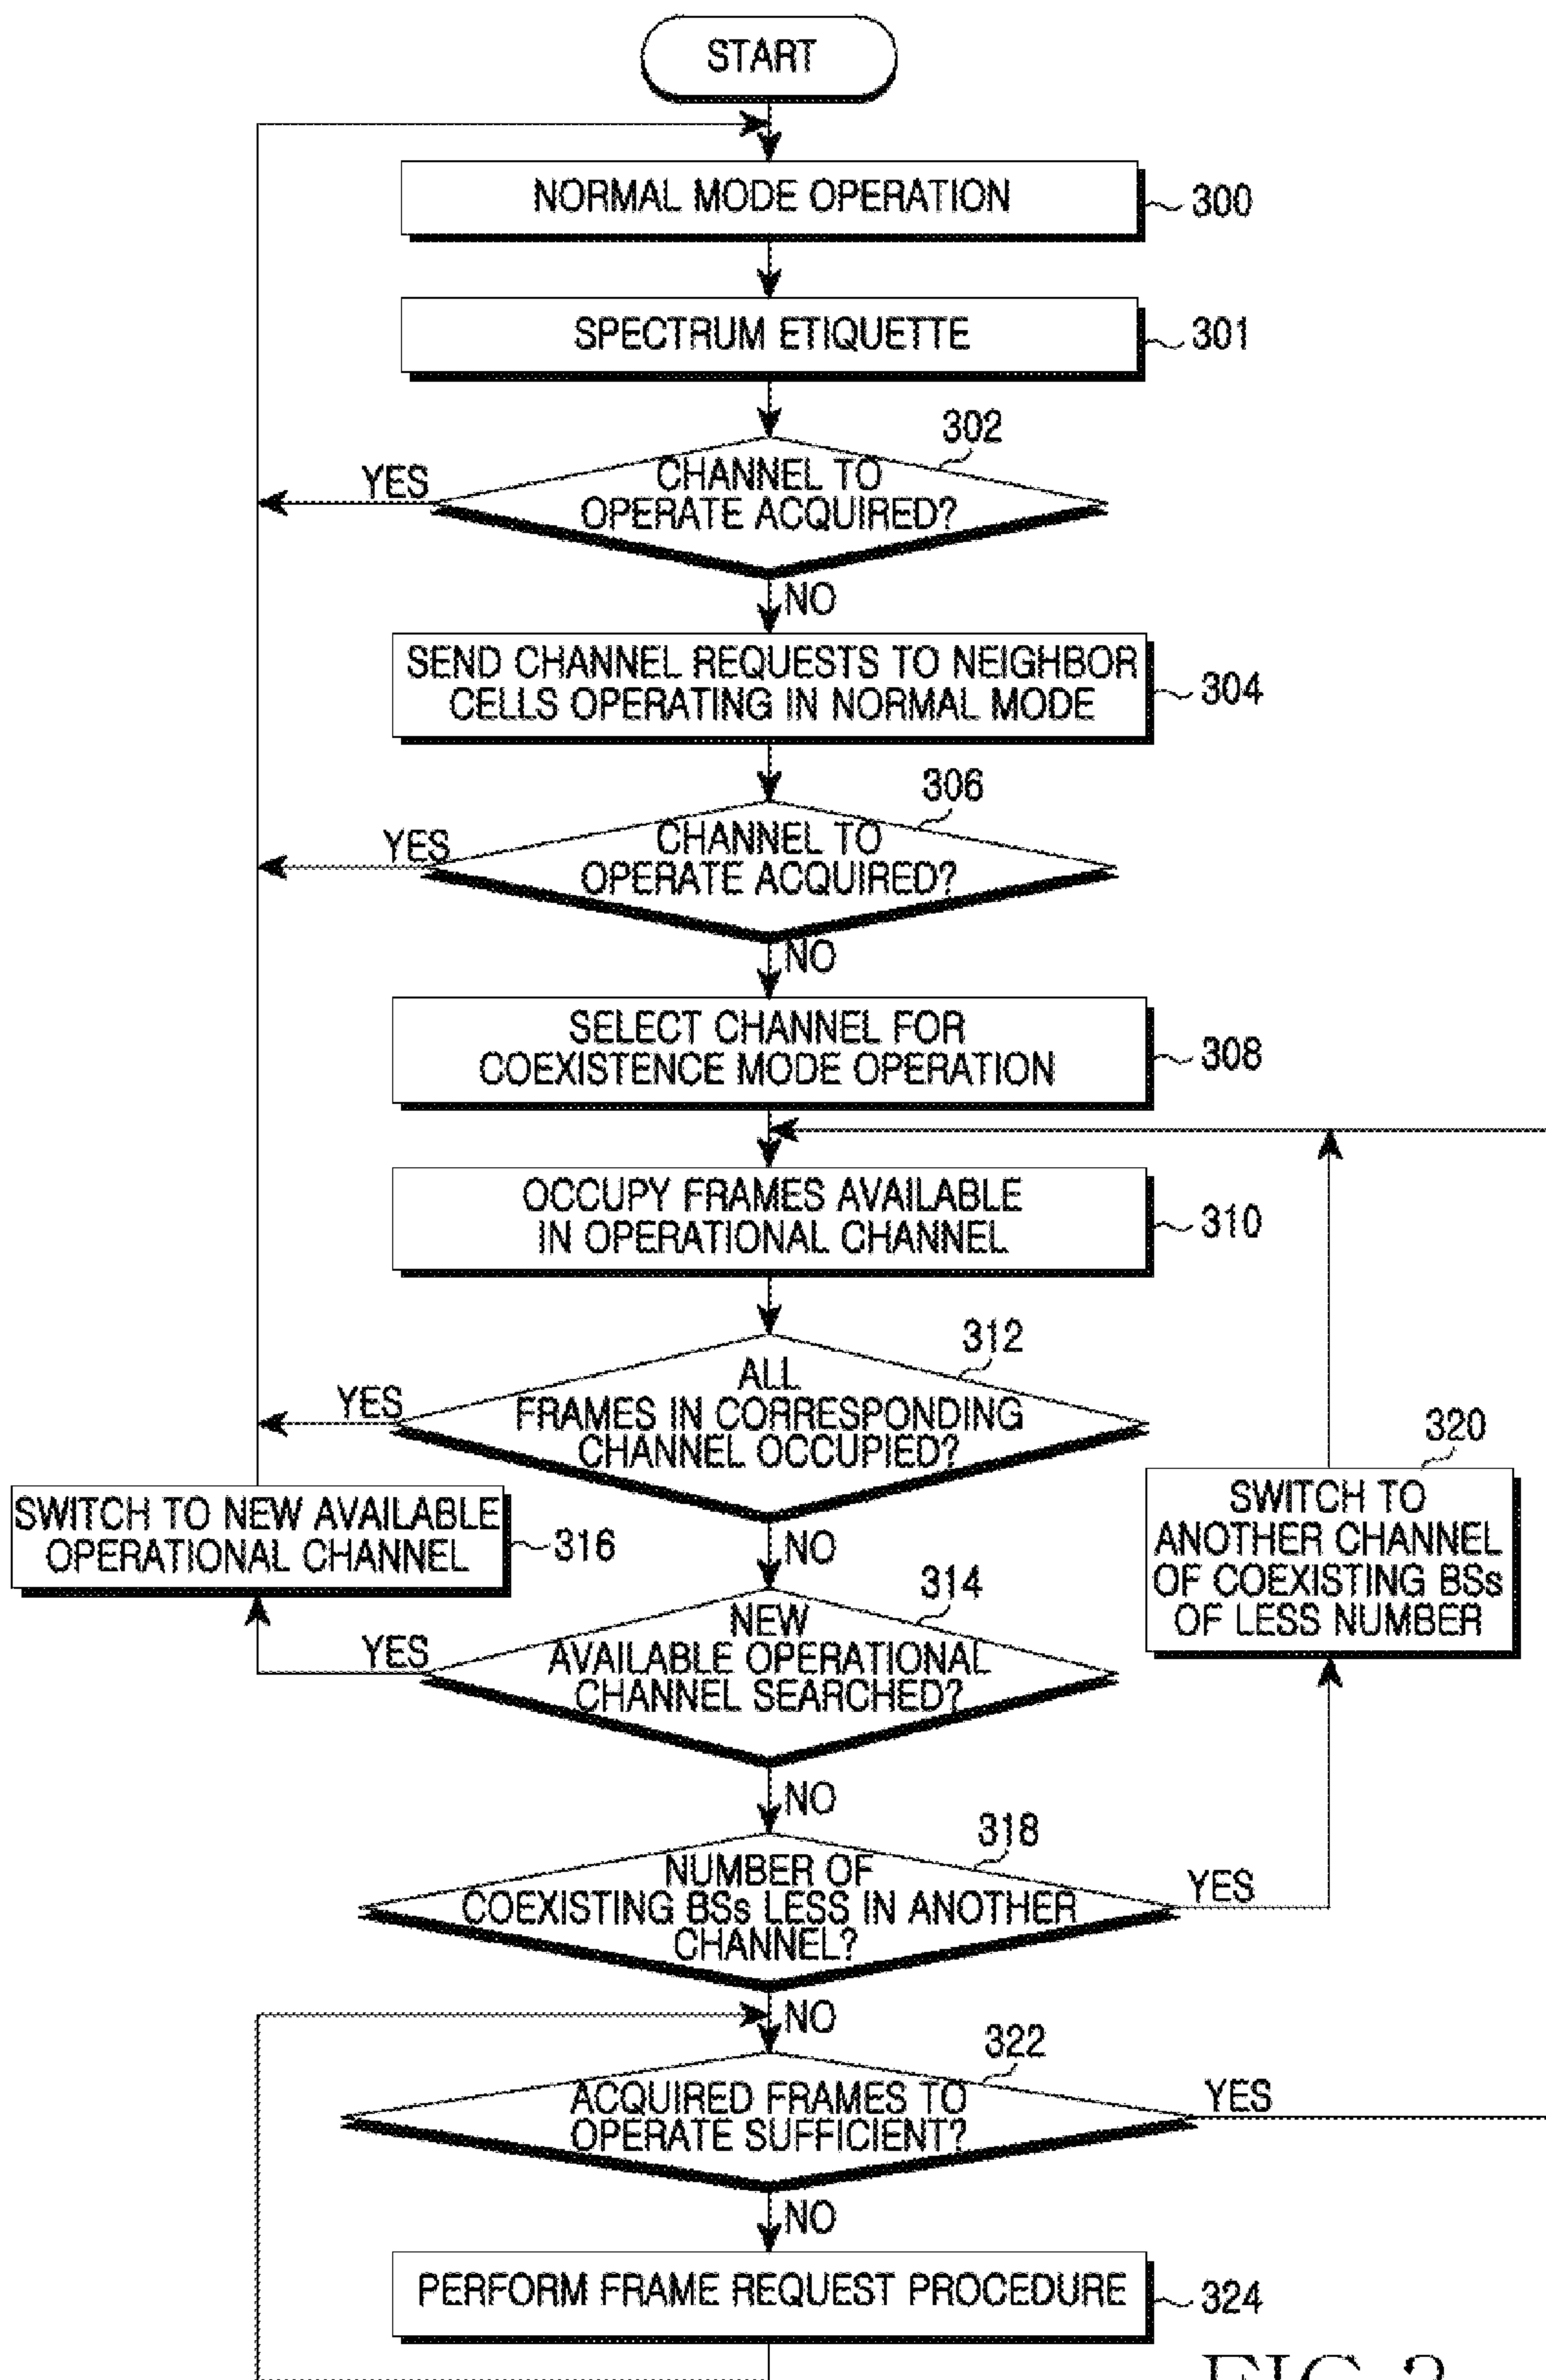 START
NORMAL MODE OPERATION
300
SPECTRUM ETIQUETTE
301
302
CHANNEL TO
OPERATE ACQUIRED?
YES
NO
SEND CHANNEL REQUESTS TO NEIGHBOR
CELLS OPERATING IN NORMAL MODE
304
306
CHANNEL TO
OPERATE ACQUIRED?
YES
NO
SELECT CHANNEL FOR
COEXISTENCE MODE OPERATION
308
OCCUPY FRAMES AVAILABLE
IN OPERATIONAL CHANNEL
310
312
ALL
FRAMES IN CORRESPONDING
CHANNEL OCCUPIED?
YES
NO
SWITCH TO NEW AVAILABLE
OPERATIONAL CHANNEL
316
320
SWITCH TO
ANOTHER CHANNEL
OF COEXISTING BSs
OF LESS NUMBER
314
NEW
AVAILABLE OPERATIONAL
CHANNEL SEARCHED?
YES
NO
318
NUMBER OF
COEXISTING BSs LESS IN ANOTHER
CHANNEL?
YES
NO
322
ACQUIRED FRAMES TO
OPERATE SUFFICIENT?
YES
NO
PERFORM FRAME REQUEST PROCEDURE
324